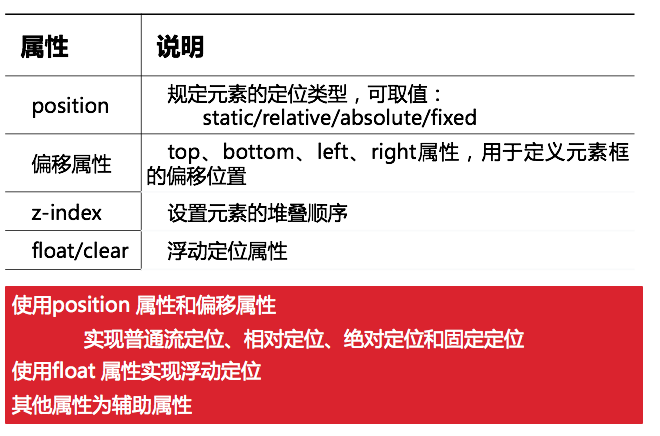 属性 说明
position 规定元素的定位类型，可取值：
static/relative/absolute/fixed
偏移属性 top、bottom、left、right属性，用于定义元素框
的偏移位置
z-index 设置元素的堆叠顺序
float/clear 浮动定位属性
使用position 属性和偏移属性
实现普通流定位、相对定位、绝对定位和固定定位
使用float 属性实现浮动定位
其他属性为辅助属性